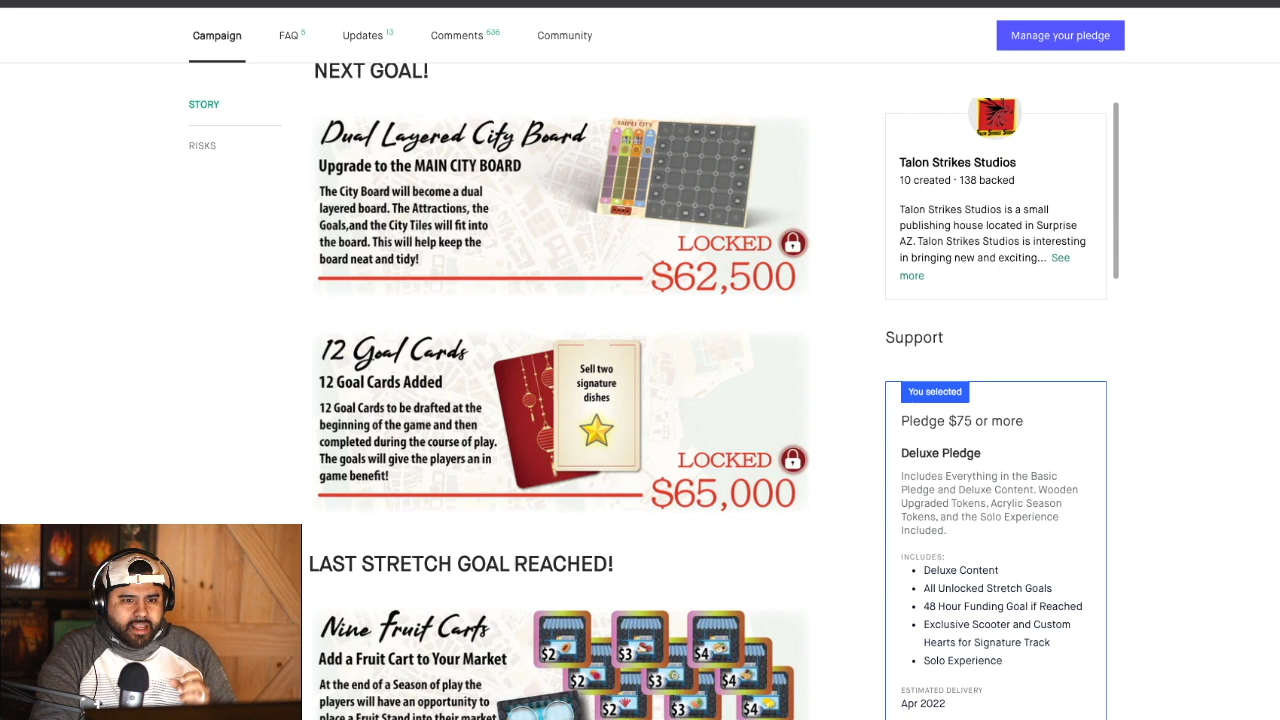 Campaign
FAQ 5
Updates 13
Comments 636
Community
Manage your pledge
STORY
RISKS
NEXT GOAL!
Dual Layered City Board
Upgrade to the MAIN CITY BOARD
The City Board will become a dual
layered board. The Attractions, the
Goals,and the City Tiles will fit into
the board. This will help keep the
board neat and tidy!
TAIPEI CITY
LOCKED
$62,500
12 Goal Cards
12 Goal Cards Added
12 Goal Cards to be drafted at the
beginning of the game and then
completed during the course of play.
The goals will give the players an in
game benefit!
Sell two
signature
dishes
LOCKED
$65,000
LAST STRETCH GOAL REACHED!
Nine Fruit Carts
Add a Fruit Cart to Your Market
At the end of a Season of play the
players will have an opportunity to
place a Fruit Stand into their market
$2
$3
$4
$2
$3
$4
$2
$3
$4
Talon Strikes Studios
10 created · 138 backed
Talon Strikes Studios is a small
publishing house located in Surprise
AZ. Talon Strikes Studios is interesting
in bringing new and exciting... See
more
Support
You selected
Pledge $75 or more
Deluxe Pledge
Includes Everything in the Basic
Pledge and Deluxe Content. Wooden
Upgraded Tokens, Acrylic Season
Tokens, and the Solo Experience
Included.
INCLUDES:
Deluxe Content
All Unlocked Stretch Goals
48 Hour Funding Goal if Reached
Exclusive Scooter and Custom
Hearts for Signature Track
Solo Experience
ESTIMATED DELIVERY
Apr 2022